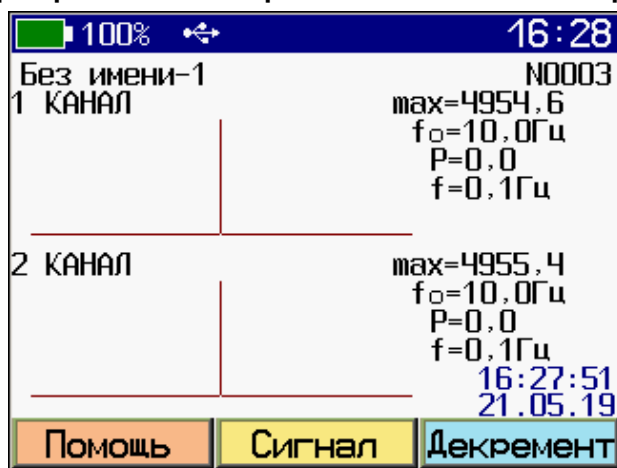 100% 16:28
Без имени-1 N0003
1 КАНАЛ max=4954,6
f₀=10,0Гц
P=0,0
f=0,1Гц
2 КАНАЛ max=4955,4
f₀=10,0Гц
P=0,0
f=0,1Гц
16:27:51
21.05.19
Помощь Сигнал Декремент